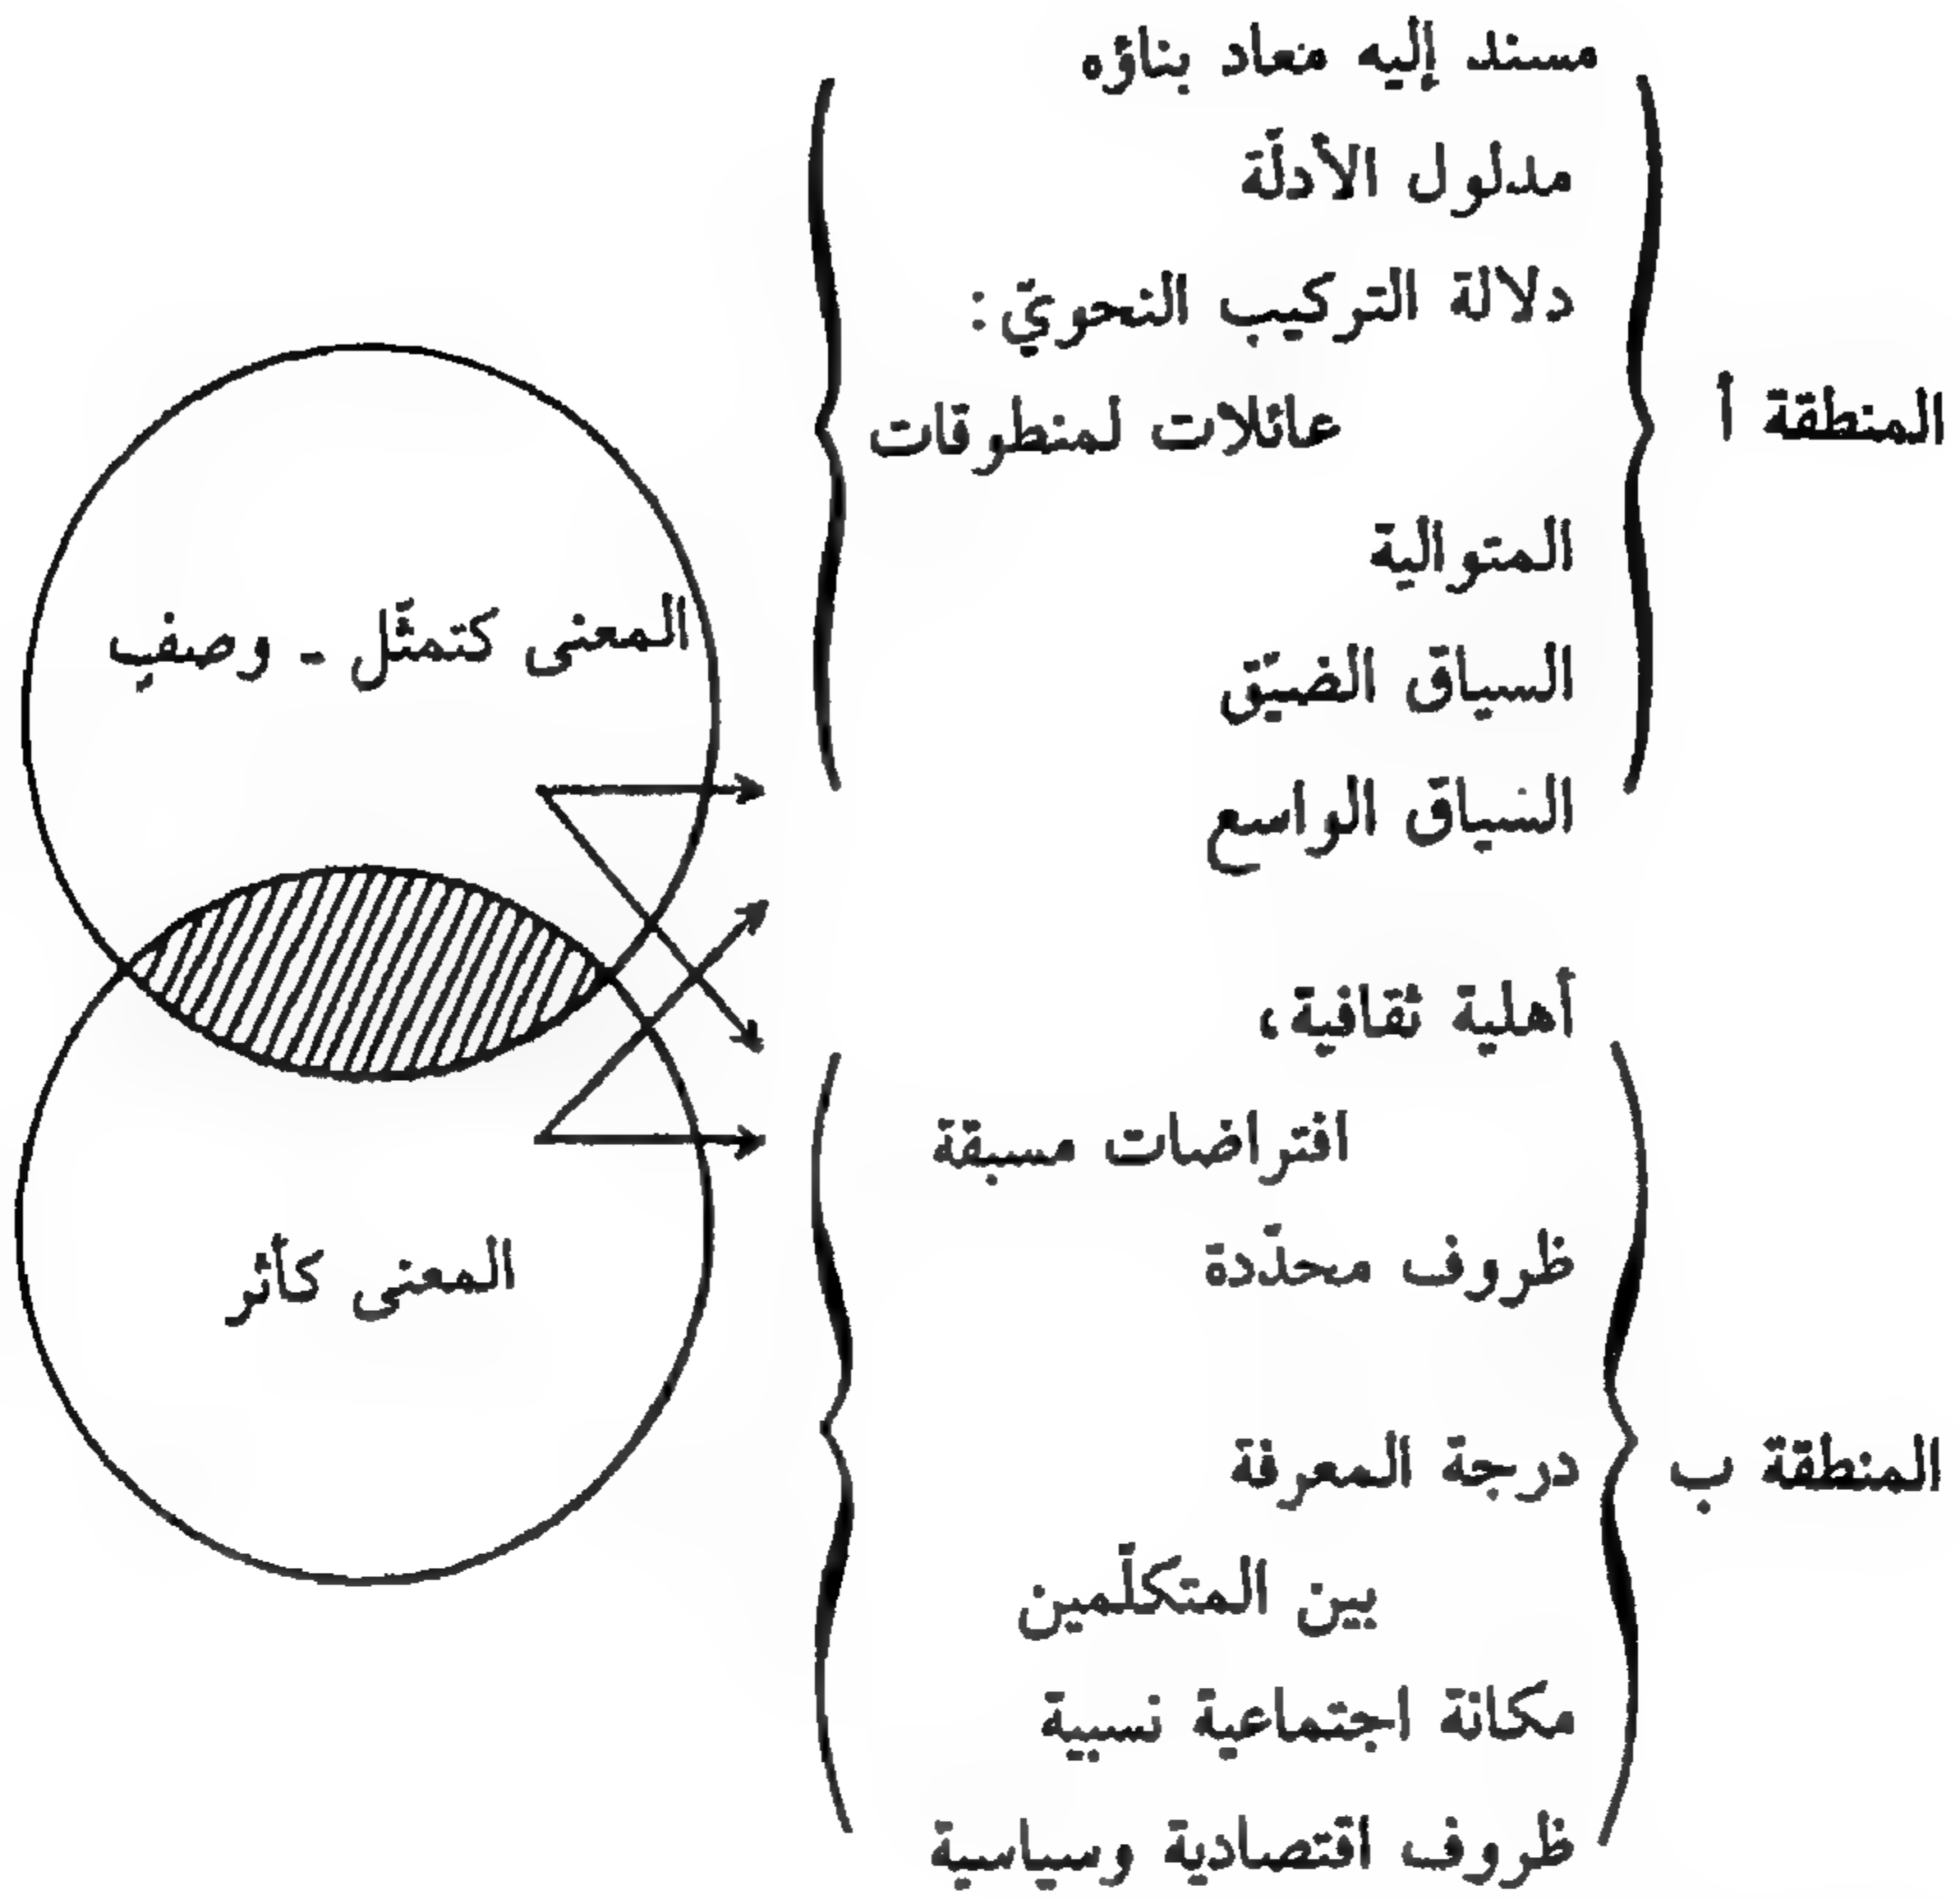 مسند إليه معاد بناؤه
مدلول الأدلّة
دلالة التركيب النحويّ:
المنطقة أ
عائلات لمنطوقات
المتوالية
السياق الضيّق
السياق الواسع
المعنى كتمثّل - وصفي
أهلية ثقافية،
افتراضات مسبقة
ظروف محدّدة
المعنى كأثر
المنطقة ب
درجة المعرفة
بين المتكلّمين
مكانة اجتماعية نسبية
ظروف اقتصادية وسياسية